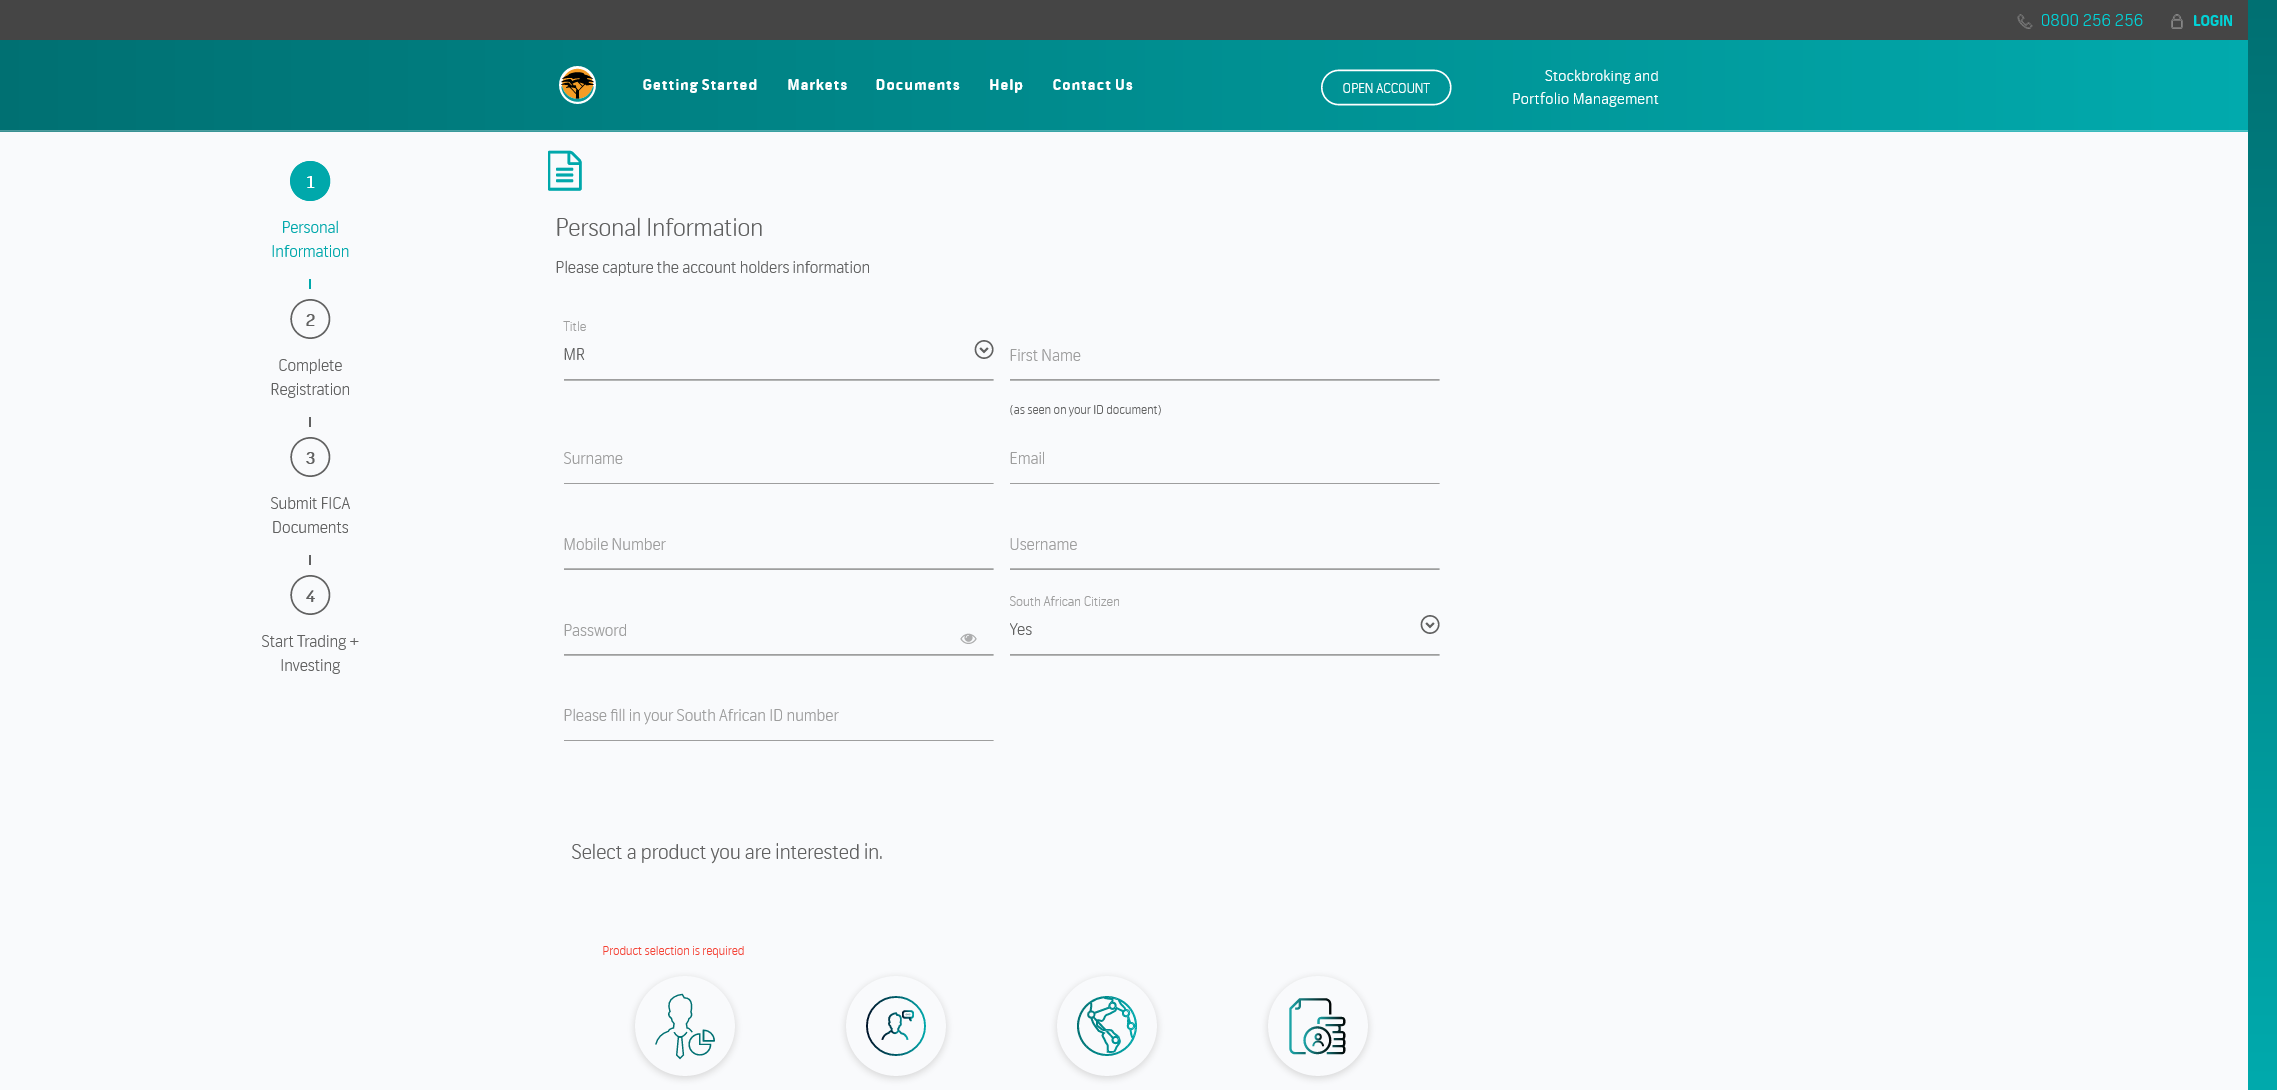 0800 256 256
LOGIN
Getting Started
Markets
Documents
Help
Contact Us
OPEN ACCOUNT
Stockbroking and
Portfolio Management
1
Personal
Information
2
Complete
Registration
3
Submit FICA
Documents
4
Start Trading +
Investing
Personal Information
Please capture the account holders information
Title
MR
First Name
(as seen on your ID document)
Surname
Email
Mobile Number
Username
Password
South African Citizen
Yes
Please fill in your South African ID number
Select a product you are interested in.
Product selection is required